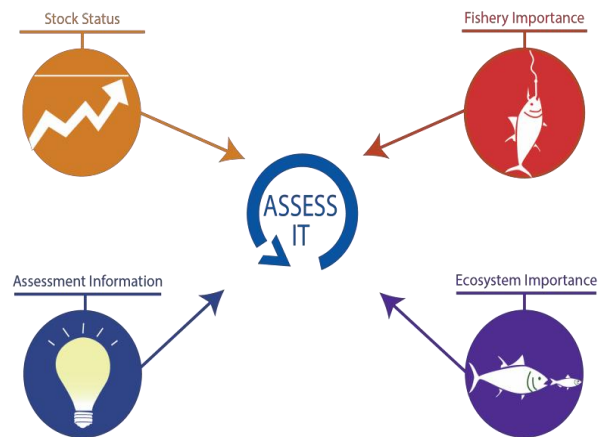 Stock Status
Fishery Importance
ASSESS
IT
Assessment Information
Ecosystem Importance